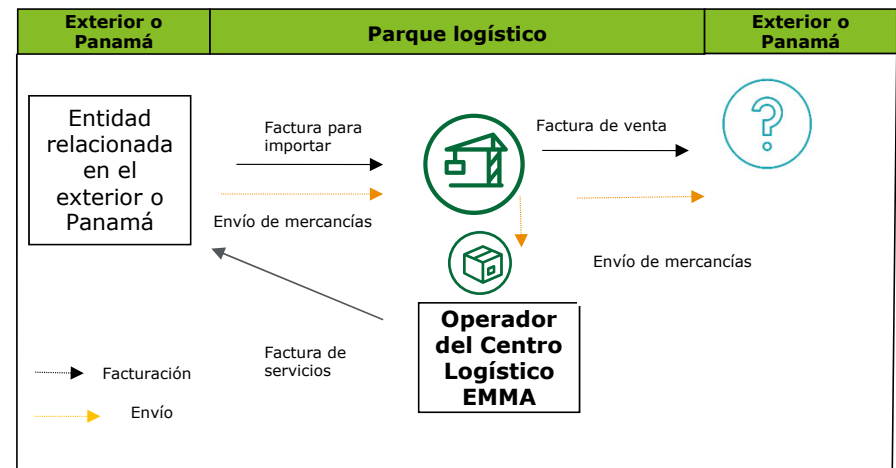 Exterior o
Panamá
Parque logístico
Exterior o
Panamá
Entidad
relacionada
en el
exterior o
Panamá
Factura para
importar
Envío de mercancías
Factura de venta
?
Envío de mercancías
Operador
del Centro
Logístico
EMMA
Factura de
servicios
Facturación
Envío